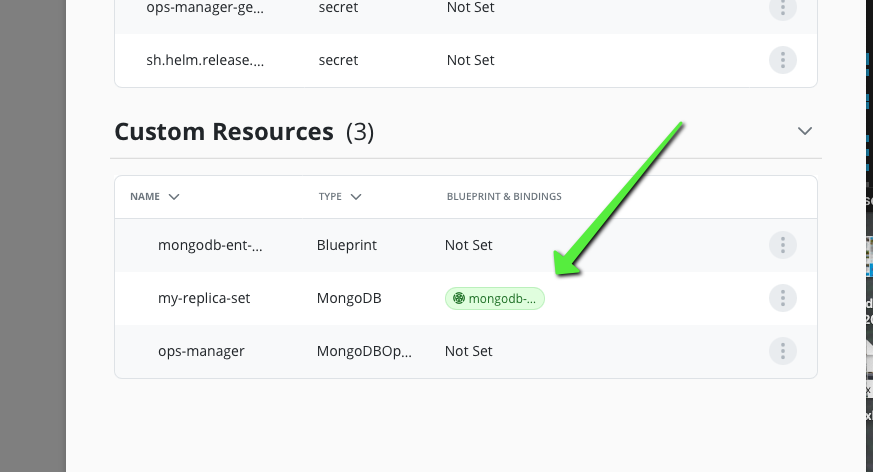 ops-manager-ge... secret Not Set
sh.helm.release.... secret Not Set
Custom Resources (3)
NAME TYPE BLUEPRINT & BINDINGS
mongodb-ent-... Blueprint Not Set
my-replica-set MongoDB mongodb-...
ops-manager MongoDBOp... Not Set